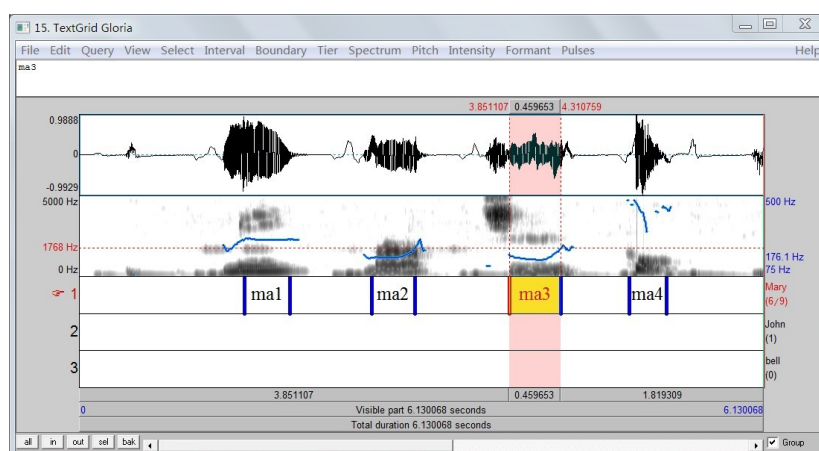 15. TextGrid Gloria
File Edit Query View Select Interval Boundary Tier Spectrum Pitch Intensity Formant Pulses Help
ma3
3.851107 0.459653 4.310759
0.9888
0
-0.9929
5000 Hz 500 Hz
1768 Hz
176.1 Hz
0 Hz 75 Hz
1 ma1 ma2 ma3 ma4 Mary
(6/9)
2 John
(1)
3 bell
(0)
3.851107 0.459653 1.819309
0 Visible part 6.130068 seconds 6.130068
Total duration 6.130068 seconds
all in out sel bak Group